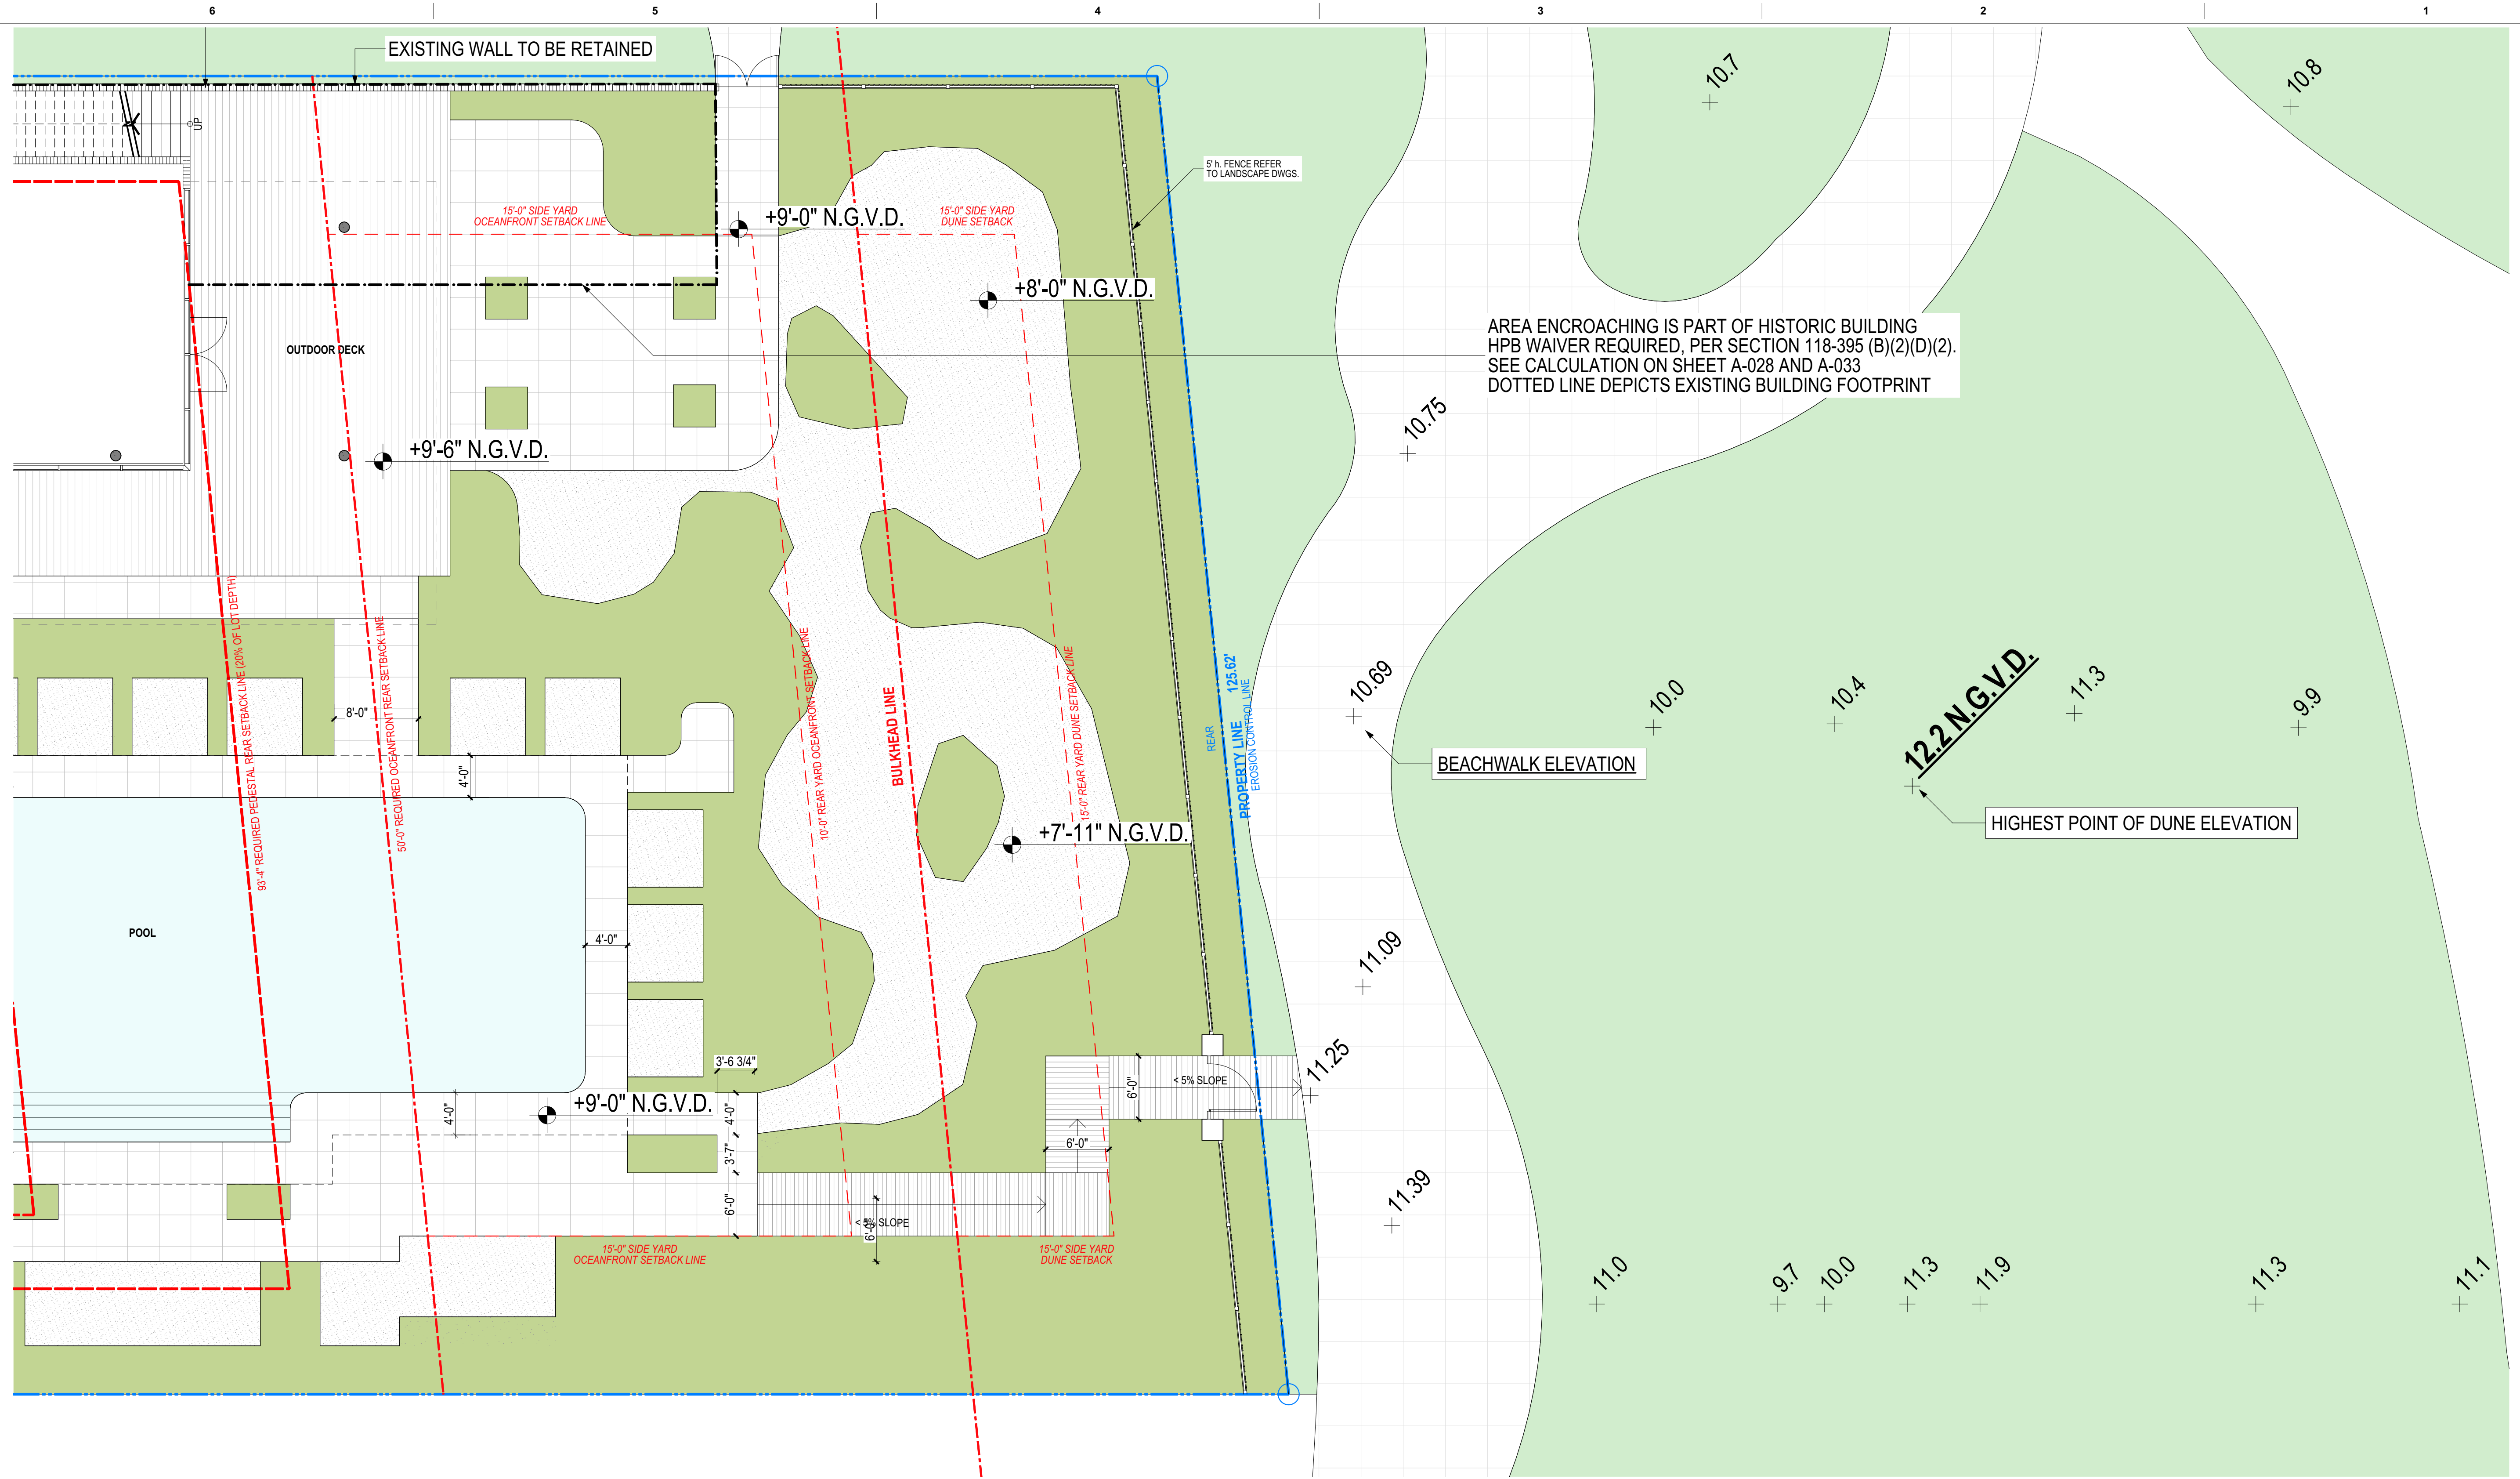 6 5 4 3 2 1
EXISTING WALL TO BE RETAINED
10.7
10.8
UP
5' h. FENCE REFER
TO LANDSCAPE DWGS.
15'-0" SIDE YARD
OCEANFRONT SETBACK LINE
+9'-0" N.G.V.D.
15'-0" SIDE YARD
DUNE SETBACK
+8'-0" N.G.V.D.
OUTDOOR DECK
AREA ENCROACHING IS PART OF HISTORIC BUILDING
HPB WAIVER REQUIRED, PER SECTION 118-395 (B)(2)(D)(2).
SEE CALCULATION ON SHEET A-028 AND A-033
DOTTED LINE DEPICTS EXISTING BUILDING FOOTPRINT
10.75
+9'-6" N.G.V.D.
93'-4" REQUIRED PEDESTAL REAR SETBACK LINE (20% OF LOT DEPTH)
50'-0" REQUIRED OCEANFRONT REAR SETBACK LINE
10'-0" REAR YARD OCEANFRONT SETBACK LINE
BULKHEAD LINE
15'-0" REAR YARD DUNE SETBACK LINE
REAR
PROPERTY LINE 125.62'
EROSION CONTROL LINE
10.69
10.0
10.4
12.2 N.G.V.D.
11.3
9.9
8'-0"
4'-0"
BEACHWALK ELEVATION
HIGHEST POINT OF DUNE ELEVATION
+7'-11" N.G.V.D.
POOL
4'-0"
11.09
3'-6 3/4"
11.25
< 5% SLOPE
6'-0"
4'-0"
+9'-0" N.G.V.D.
4'-0"
3'-7"
6'-0"
6'-0"
11.39
< 5% SLOPE
6'-0"
15'-0" SIDE YARD
OCEANFRONT SETBACK LINE
15'-0" SIDE YARD
DUNE SETBACK
11.0
9.7
10.0
11.3
11.9
11.3
11.1